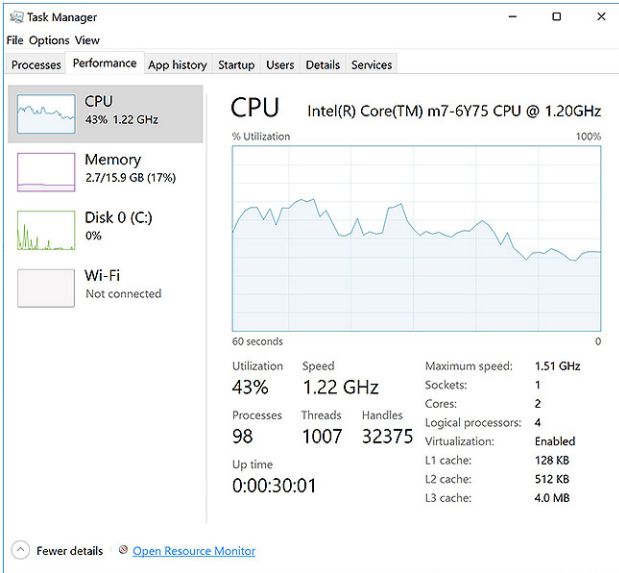 Task Manager
File Options View
Processes Performance App history Startup Users Details Services
CPU
43% 1.22 GHz
Memory
2.7/15.9 GB (17%)
Disk 0 (C:)
0%
Wi-Fi
Not connected
CPU Intel(R) Core(TM) m7-6Y75 CPU @ 1.20GHz
% Utilization 100%
60 seconds 0
Utilization Speed
43% 1.22 GHz
Processes Threads Handles
98 1007 32375
Up time
0:00:30:01
Maximum speed: 1.51 GHz
Sockets: 1
Cores: 2
Logical processors: 4
Virtualization: Enabled
L1 cache: 128 KB
L2 cache: 512 KB
L3 cache: 4.0 MB
Fewer details Open Resource Monitor